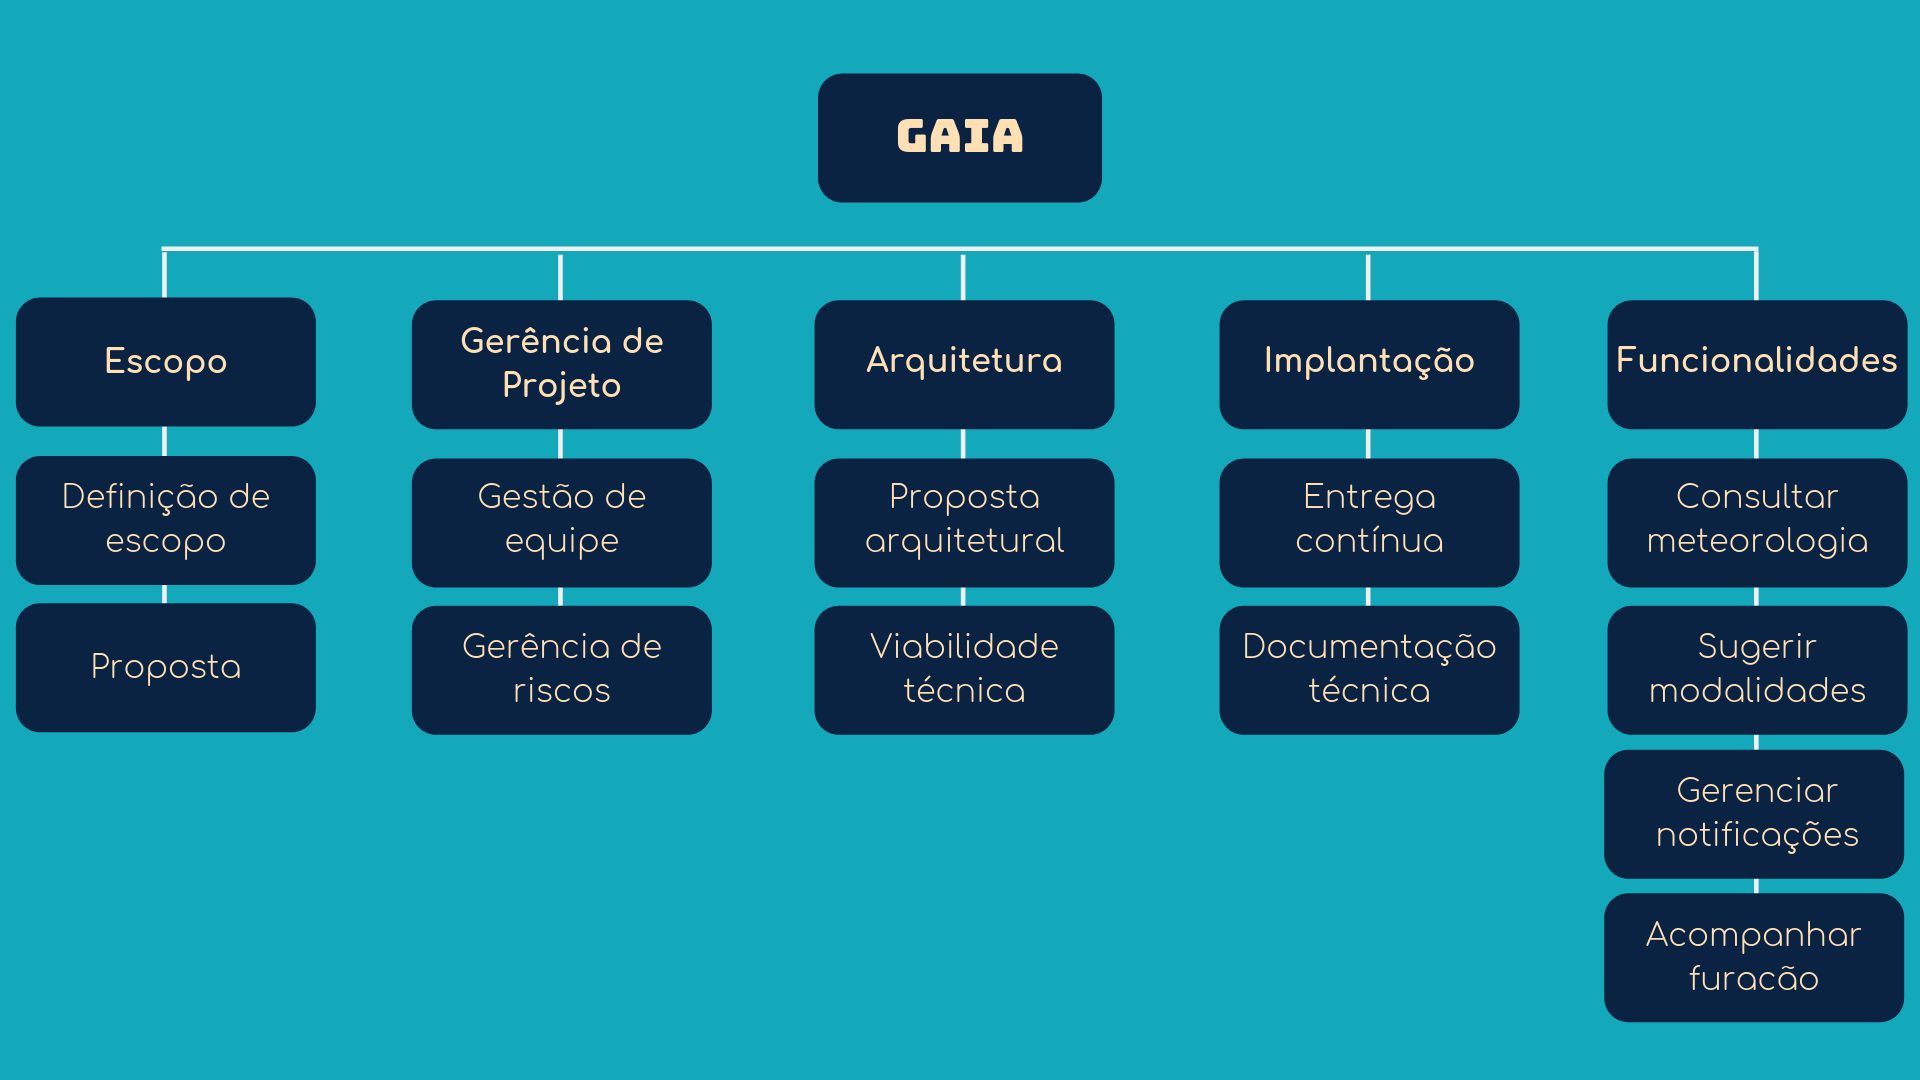 GAIA
Escopo
Gerência de
Projeto
Arquitetura
Implantação
Funcionalidades
Definição de
escopo
Gestão de
equipe
Proposta
arquitetural
Entrega
contínua
Consultar
meteorologia
Proposta
Gerência de
riscos
Viabilidade
técnica
Documentação
técnica
Sugerir
modalidades
Gerenciar
notificações
Acompanhar
furacão